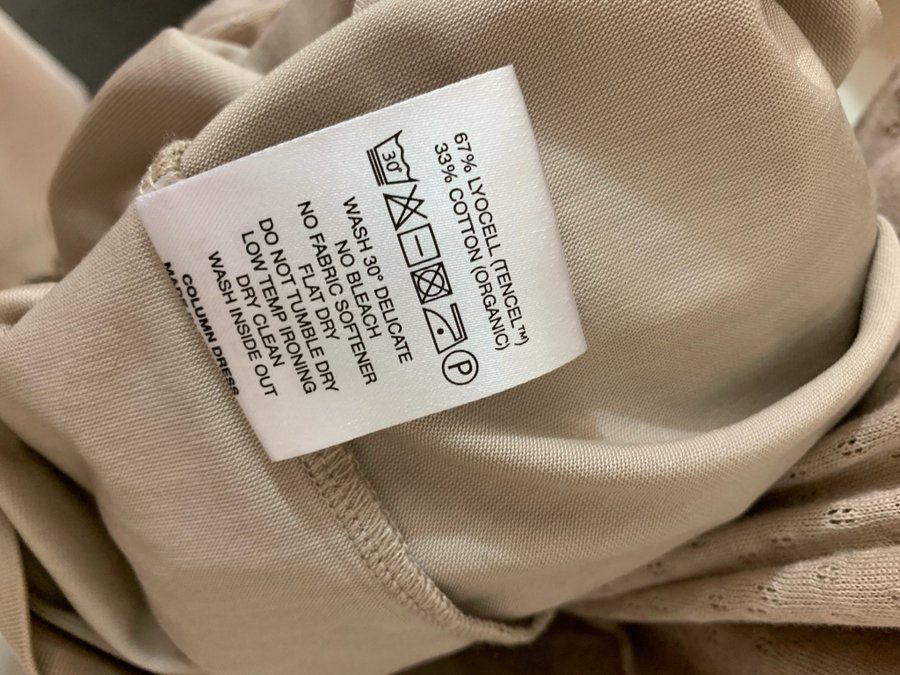 67% LYOCELL (TENCEL™)
33% COTTON (ORGANIC)
30°
P
WASH 30° DELICATE
NO BLEACH
NO FABRIC SOFTENER
FLAT DRY
DO NOT TUMBLE DRY
LOW TEMP IRONING
DRY CLEAN
WASH INSIDE OUT
COLUMN DRESS